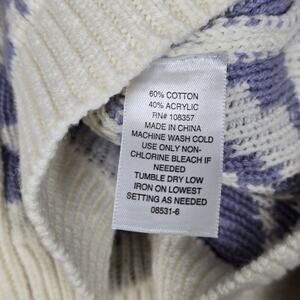 60% COTTON
40% ACRYLIC
RN# 108357
MADE IN CHINA
MACHINE WASH COLD
USE ONLY NON-
CHLORINE BLEACH IF
NEEDED
TUMBLE DRY LOW
IRON ON LOWEST
SETTING AS NEEDED
08531-6